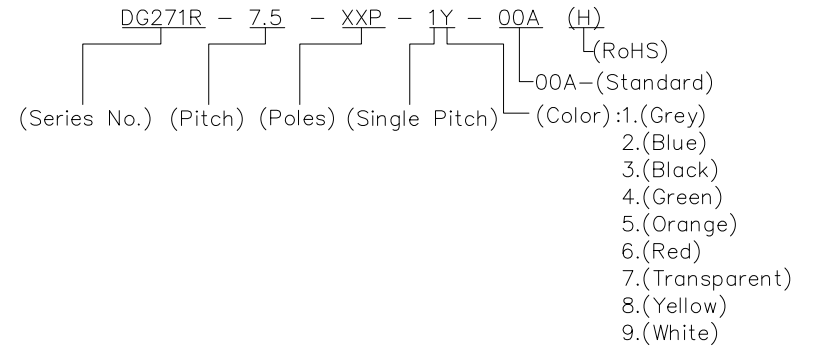 DG271R - 7.5 - XXP - 1Y - 00A (H)
(RoHS)
00A-(Standard)
(Series No.) (Pitch) (Poles) (Single Pitch) (Color):1.(Grey)
2.(Blue)
3.(Black)
4.(Green)
5.(Orange)
6.(Red)
7.(Transparent)
8.(Yellow)
9.(White)